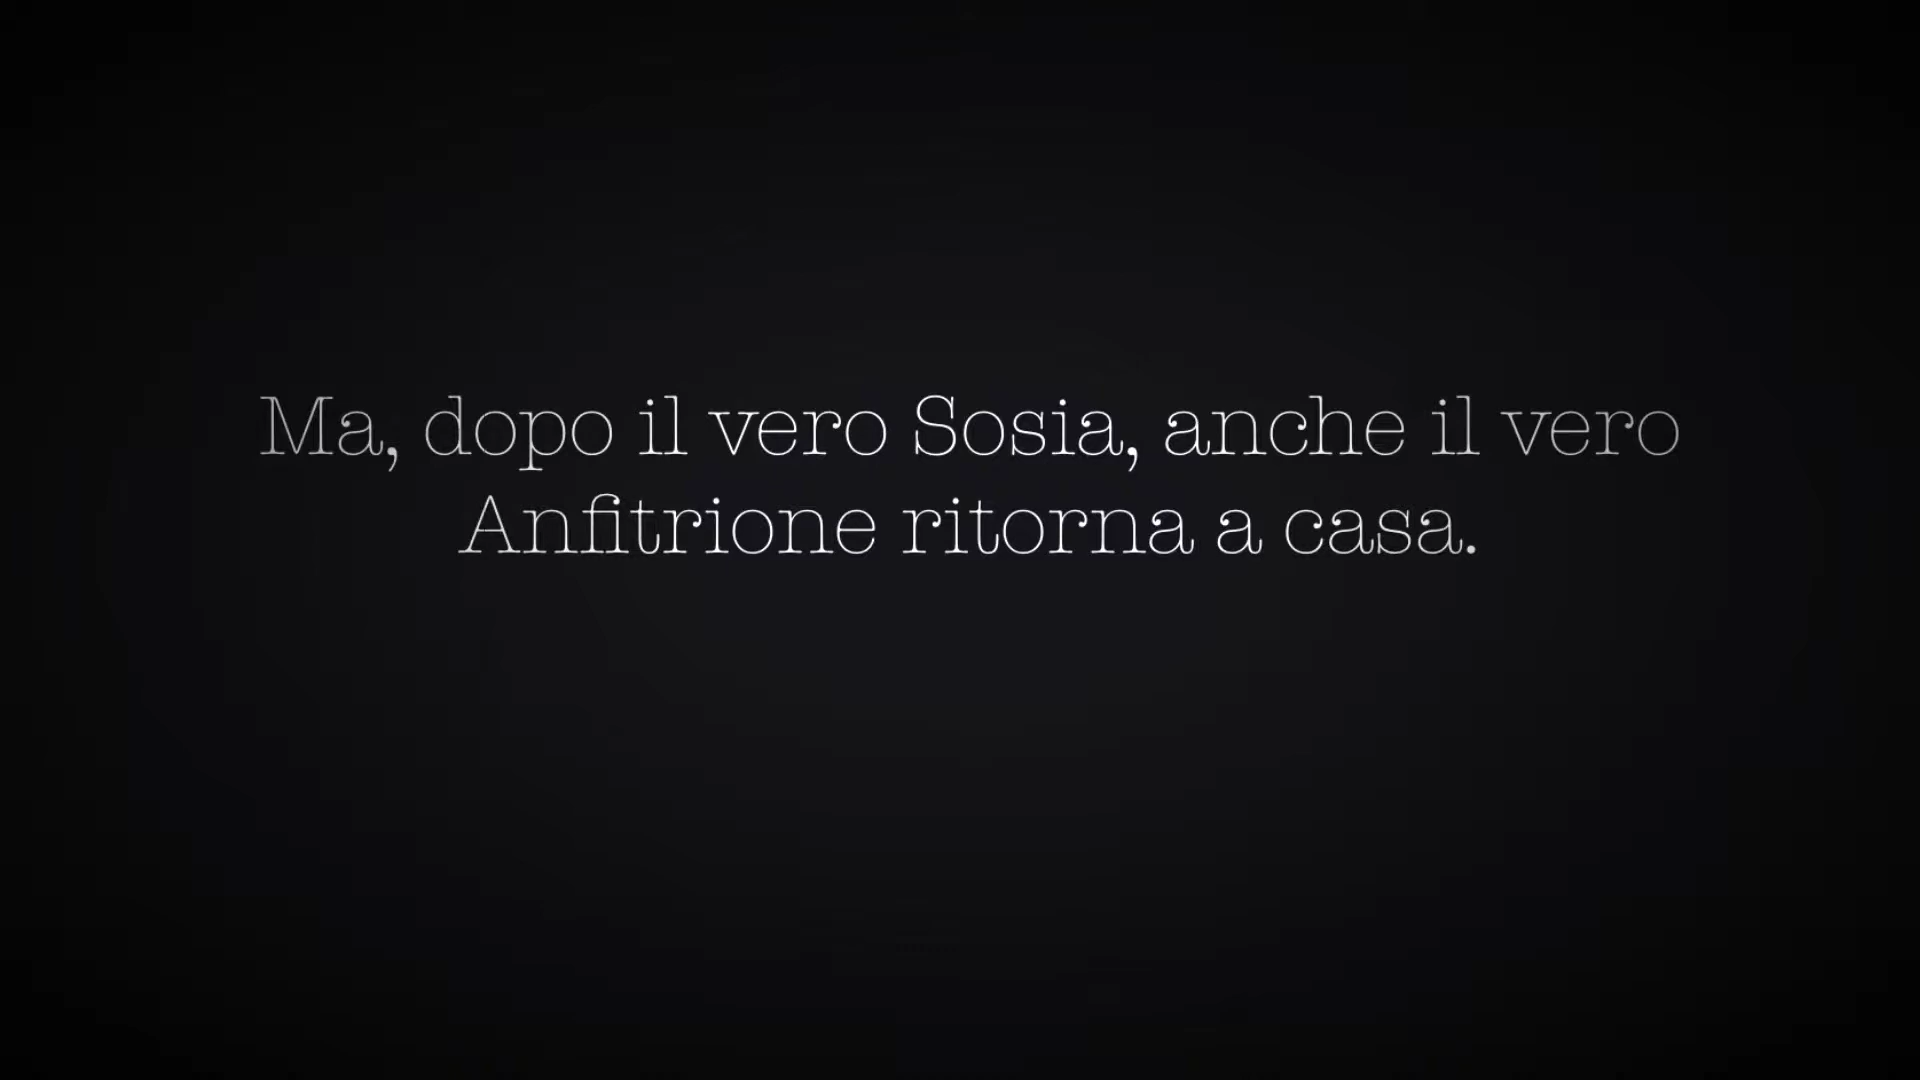 Ma, dopo il vero Sosia, anche il vero
Anfitrione ritorna a casa.